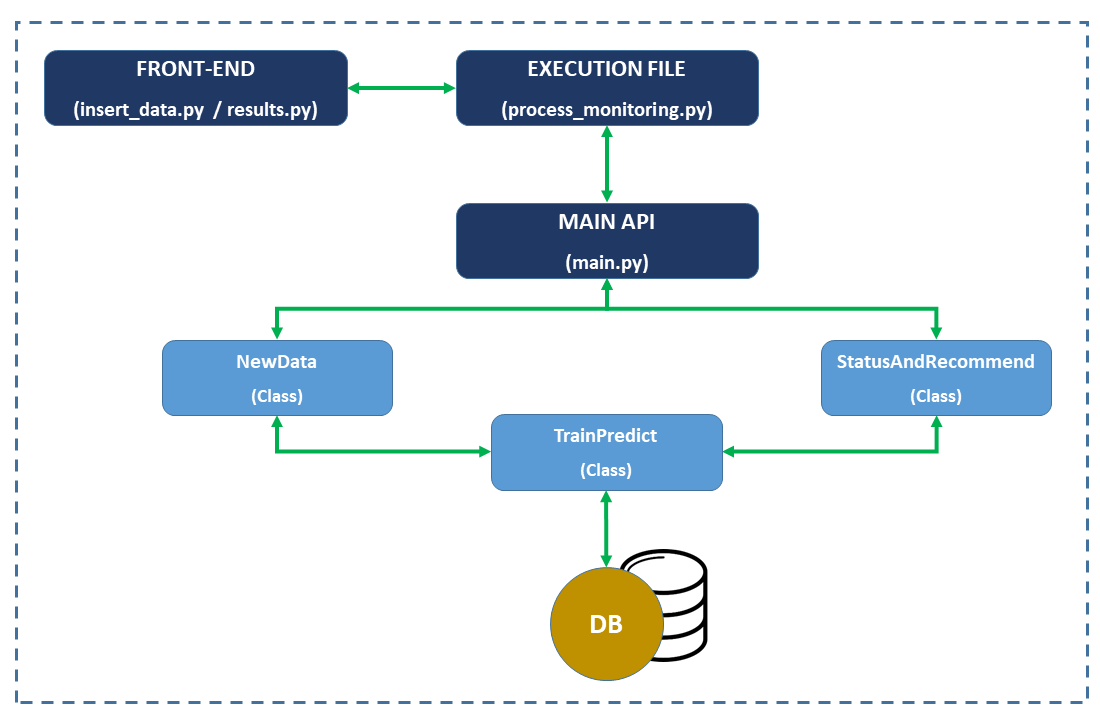 FRONT-END
(insert_data.py / results.py)
EXECUTION FILE
(process_monitoring.py)
MAIN API
(main.py)
NewData
(Class)
StatusAndRecommend
(Class)
TrainPredict
(Class)
DB